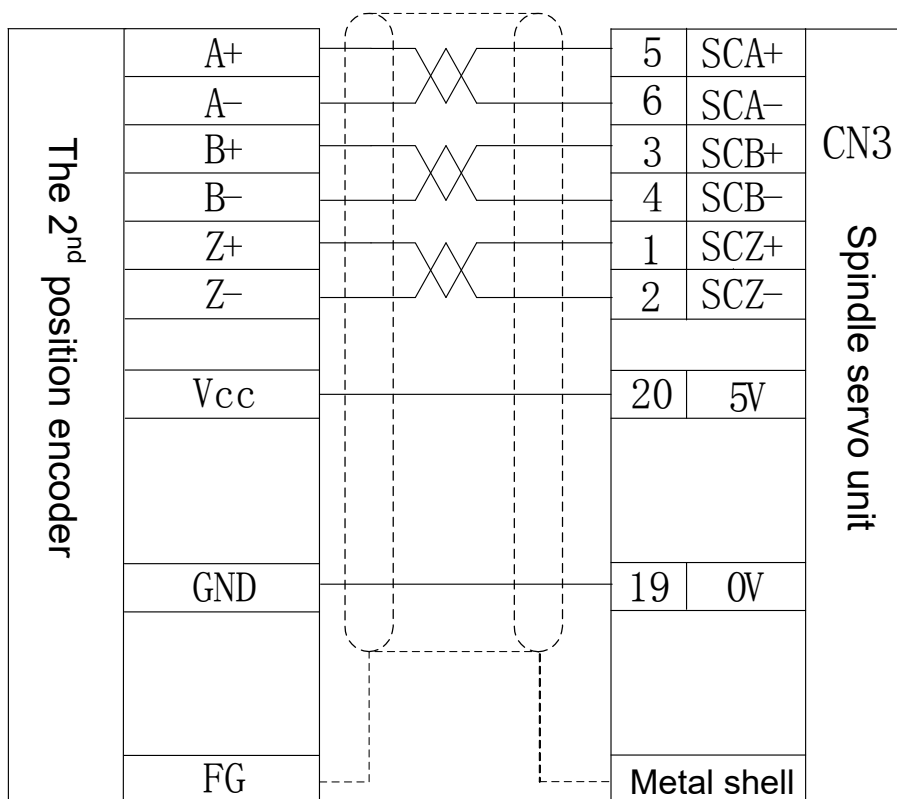 The 2nd position encoder
A+ 5 SCA+
A- 6 SCA-
B+ 3 SCB+
B- 4 SCB-
Z+ 1 SCZ+
Z- 2 SCZ-
Vcc 20 5V
GND 19 0V
FG Metal shell
CN3
Spindle servo unit